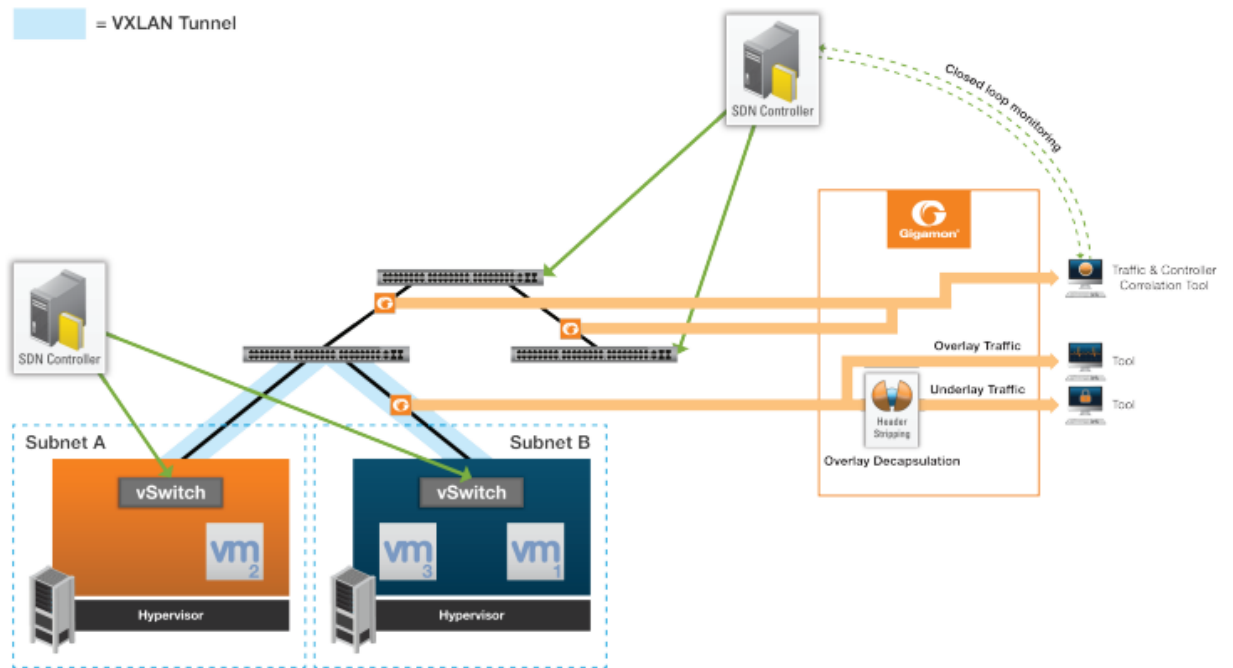 = VXLAN Tunnel
SDN Controller
Closed loop monitoring
Gigamon®
Traffic & Controller
Correlation Tool
SDN Controller
Overlay Traffic
Tool
Underlay Traffic
Tool
Header
Stripping
Overlay Decapsulation
Subnet A
Subnet B
vSwitch
vSwitch
vm
2
vm
3
vm
1
Hypervisor
Hypervisor